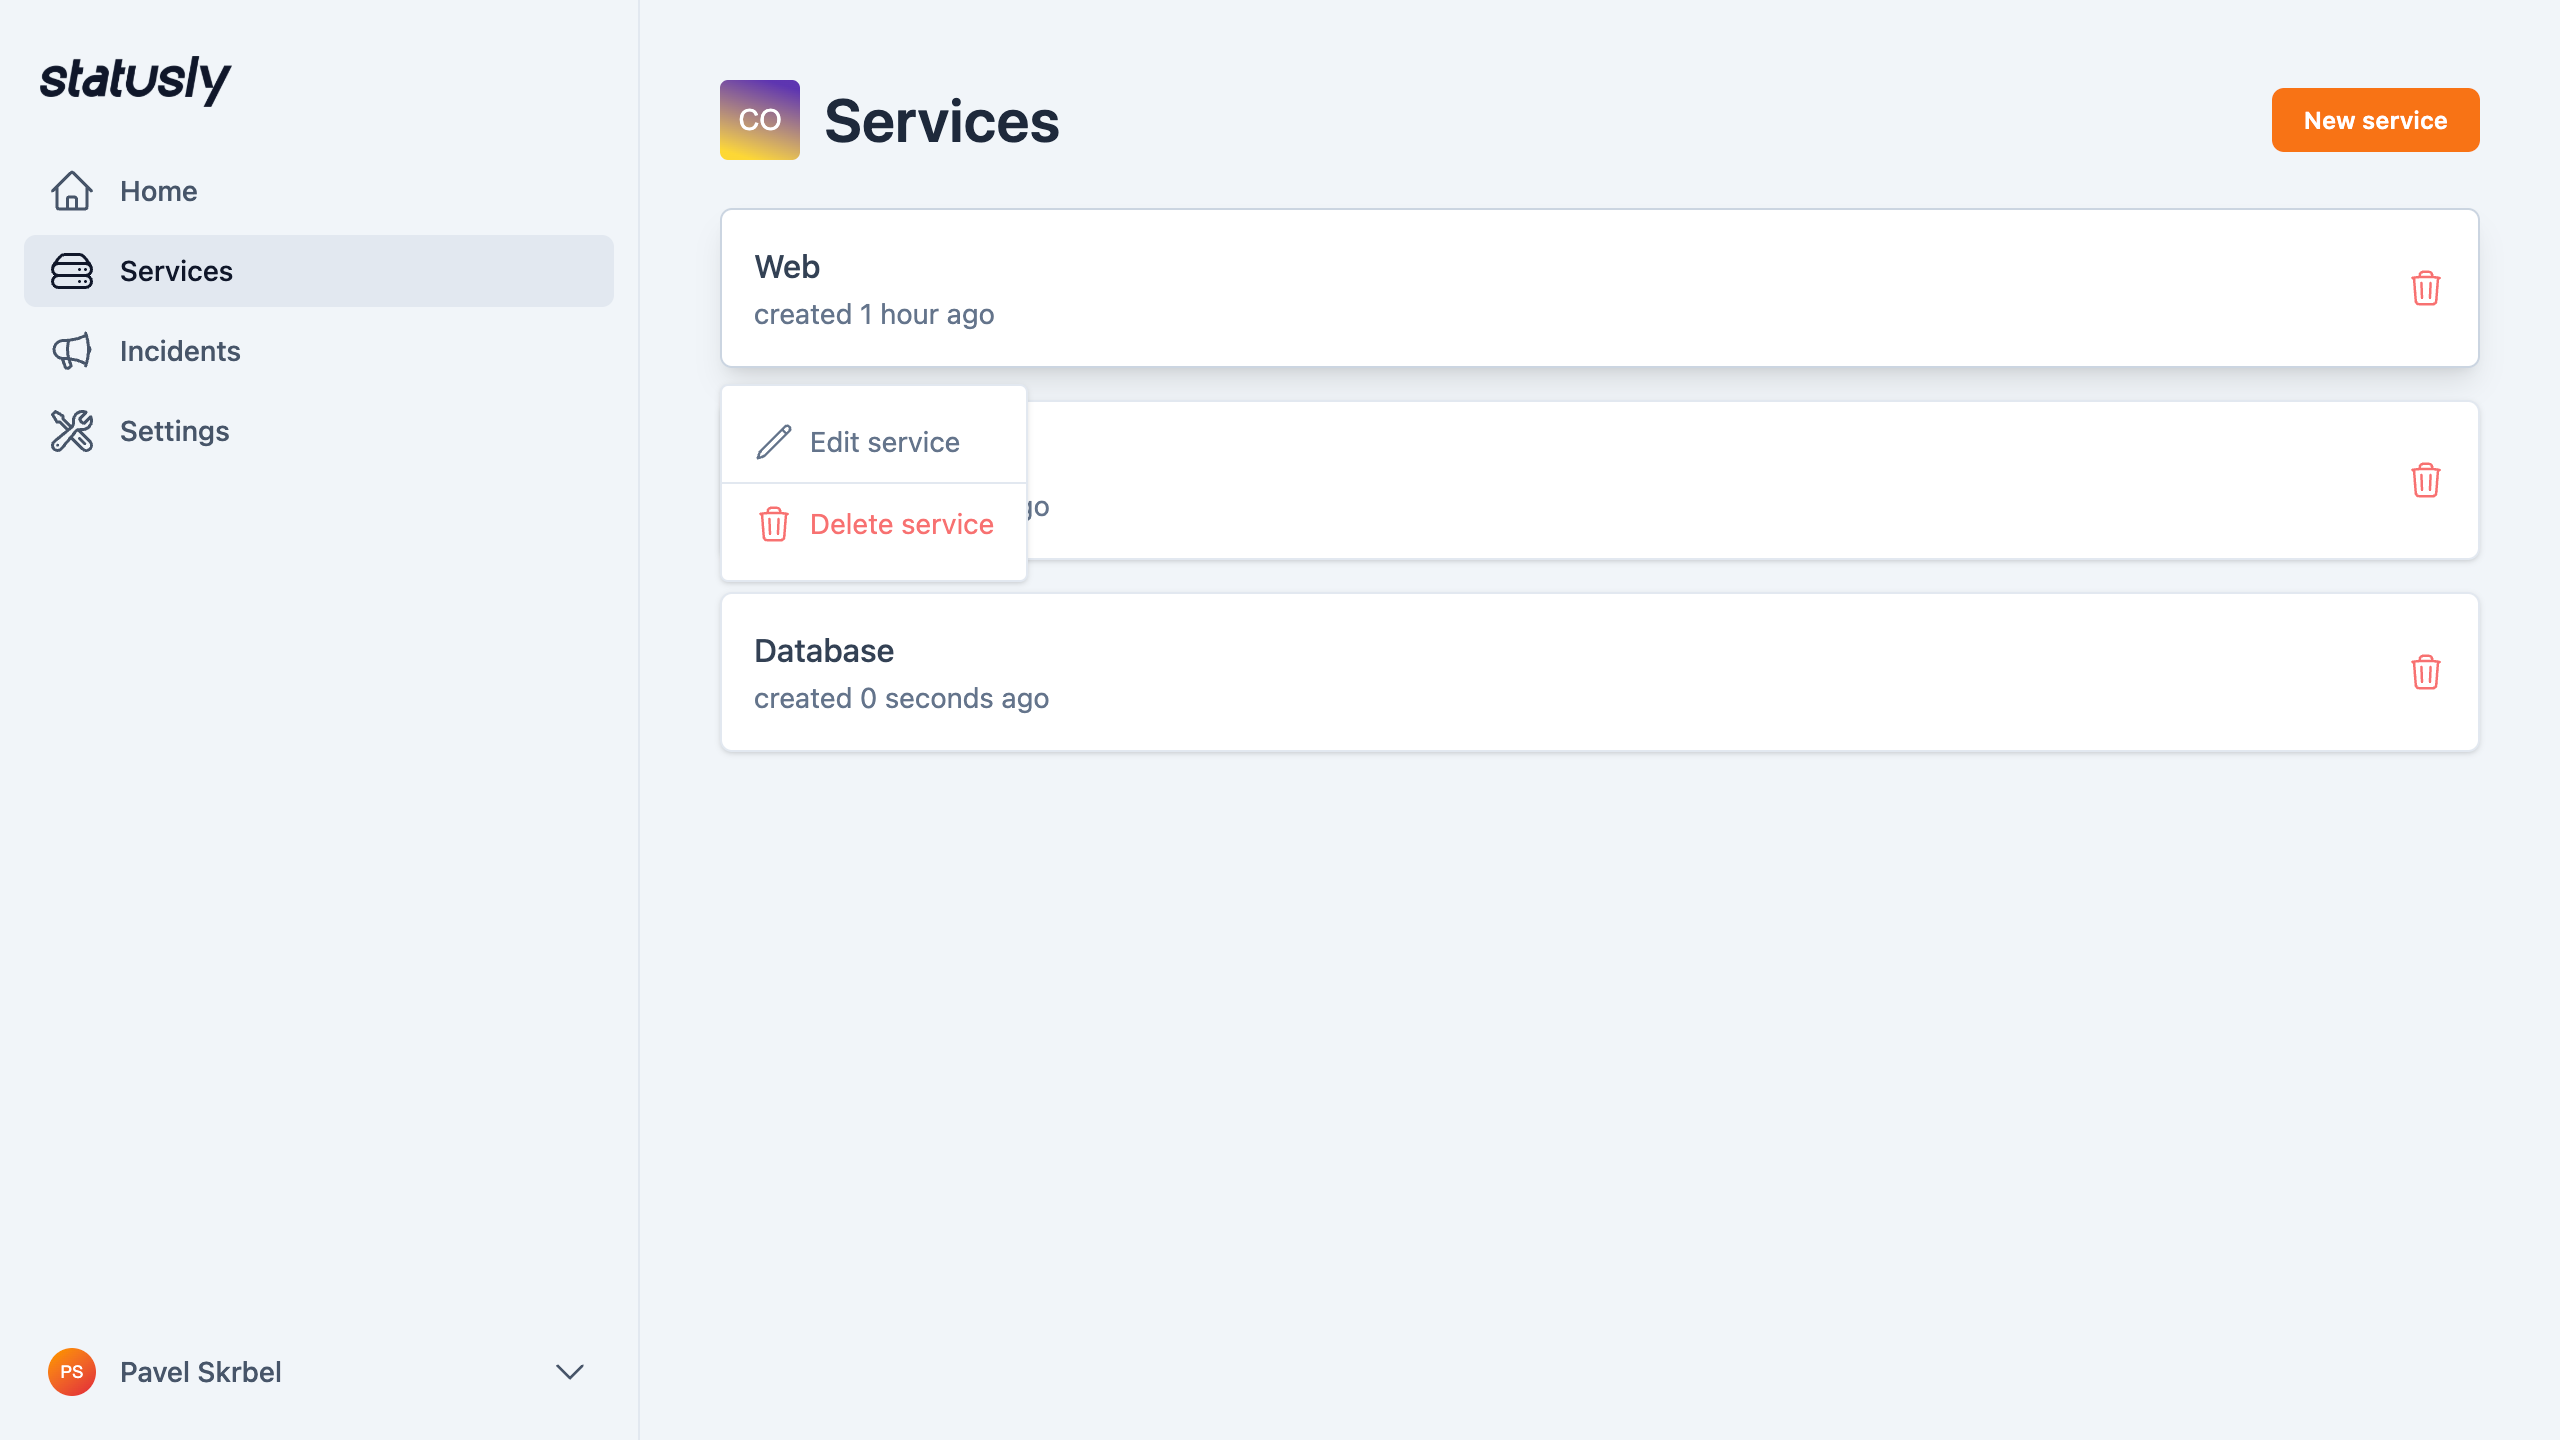 statusly
Home
Services
Incidents
Settings
PS
Pavel Skrbel
CO
Services
New service
Web
created 1 hour ago
Edit service
Delete service
Database
created 0 seconds ago